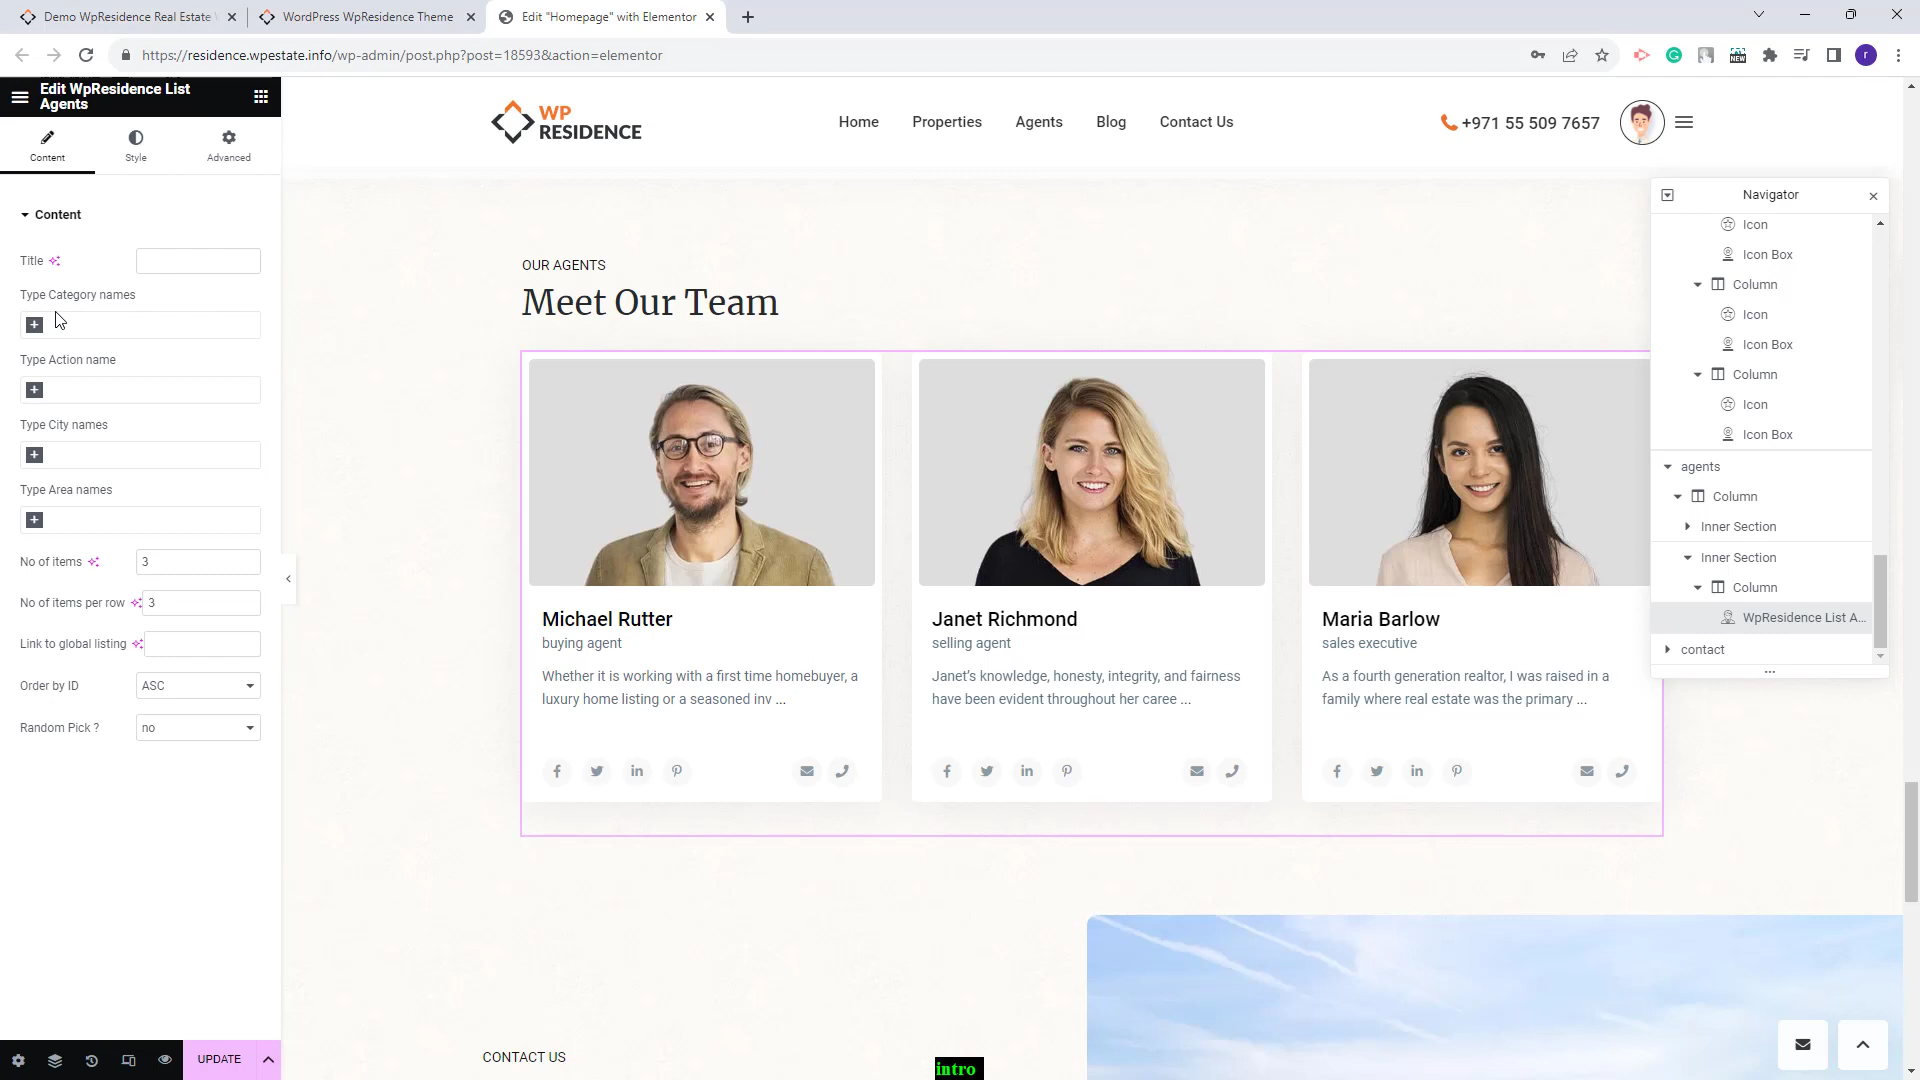 Demo WpResidence Real Estate W
WordPress WpResidence Theme
Edit "Homepage" with Elementor
https://residence.wpestate.info/wp-admin/post.php?post=18593&action=elementor
NEW
r
Edit WpResidence List Agents
Content
Style
Advanced
Content
Title
Type Category names
Type Action name
Type City names
Type Area names
No of items
3
No of items per row
3
Link to global listing
Order by ID
ASC
Random Pick ?
no
UPDATE
WP
RESIDENCE
Home
Properties
Agents
Blog
Contact Us
+971 55 509 7657
OUR AGENTS
Meet Our Team
Michael Rutter
buying agent
Whether it is working with a first time homebuyer, a
luxury home listing or a seasoned inv ...
Janet Richmond
selling agent
Janet's knowledge, honesty, integrity, and fairness
have been evident throughout her caree ...
Maria Barlow
sales executive
As a fourth generation realtor, I was raised in a
family where real estate was the primary ...
Navigator
Icon
Icon Box
Column
Icon
Icon Box
Column
Icon
Icon Box
agents
Column
Inner Section
Inner Section
Column
WpResidence List A...
contact
CONTACT US
intro